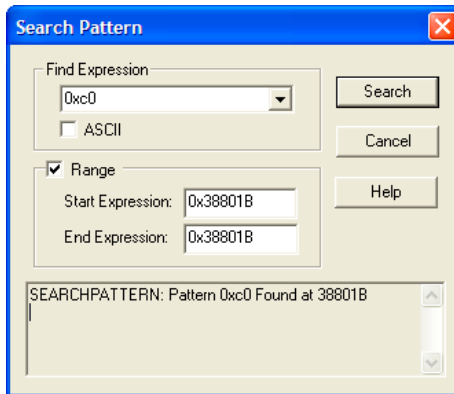 Search Pattern
Find Expression
0xc0
Search
ASCII
Cancel
Range
Help
Start Expression: 0x38801B
End Expression: 0x38801B
SEARCHPATTERN: Pattern 0xc0 Found at 38801B